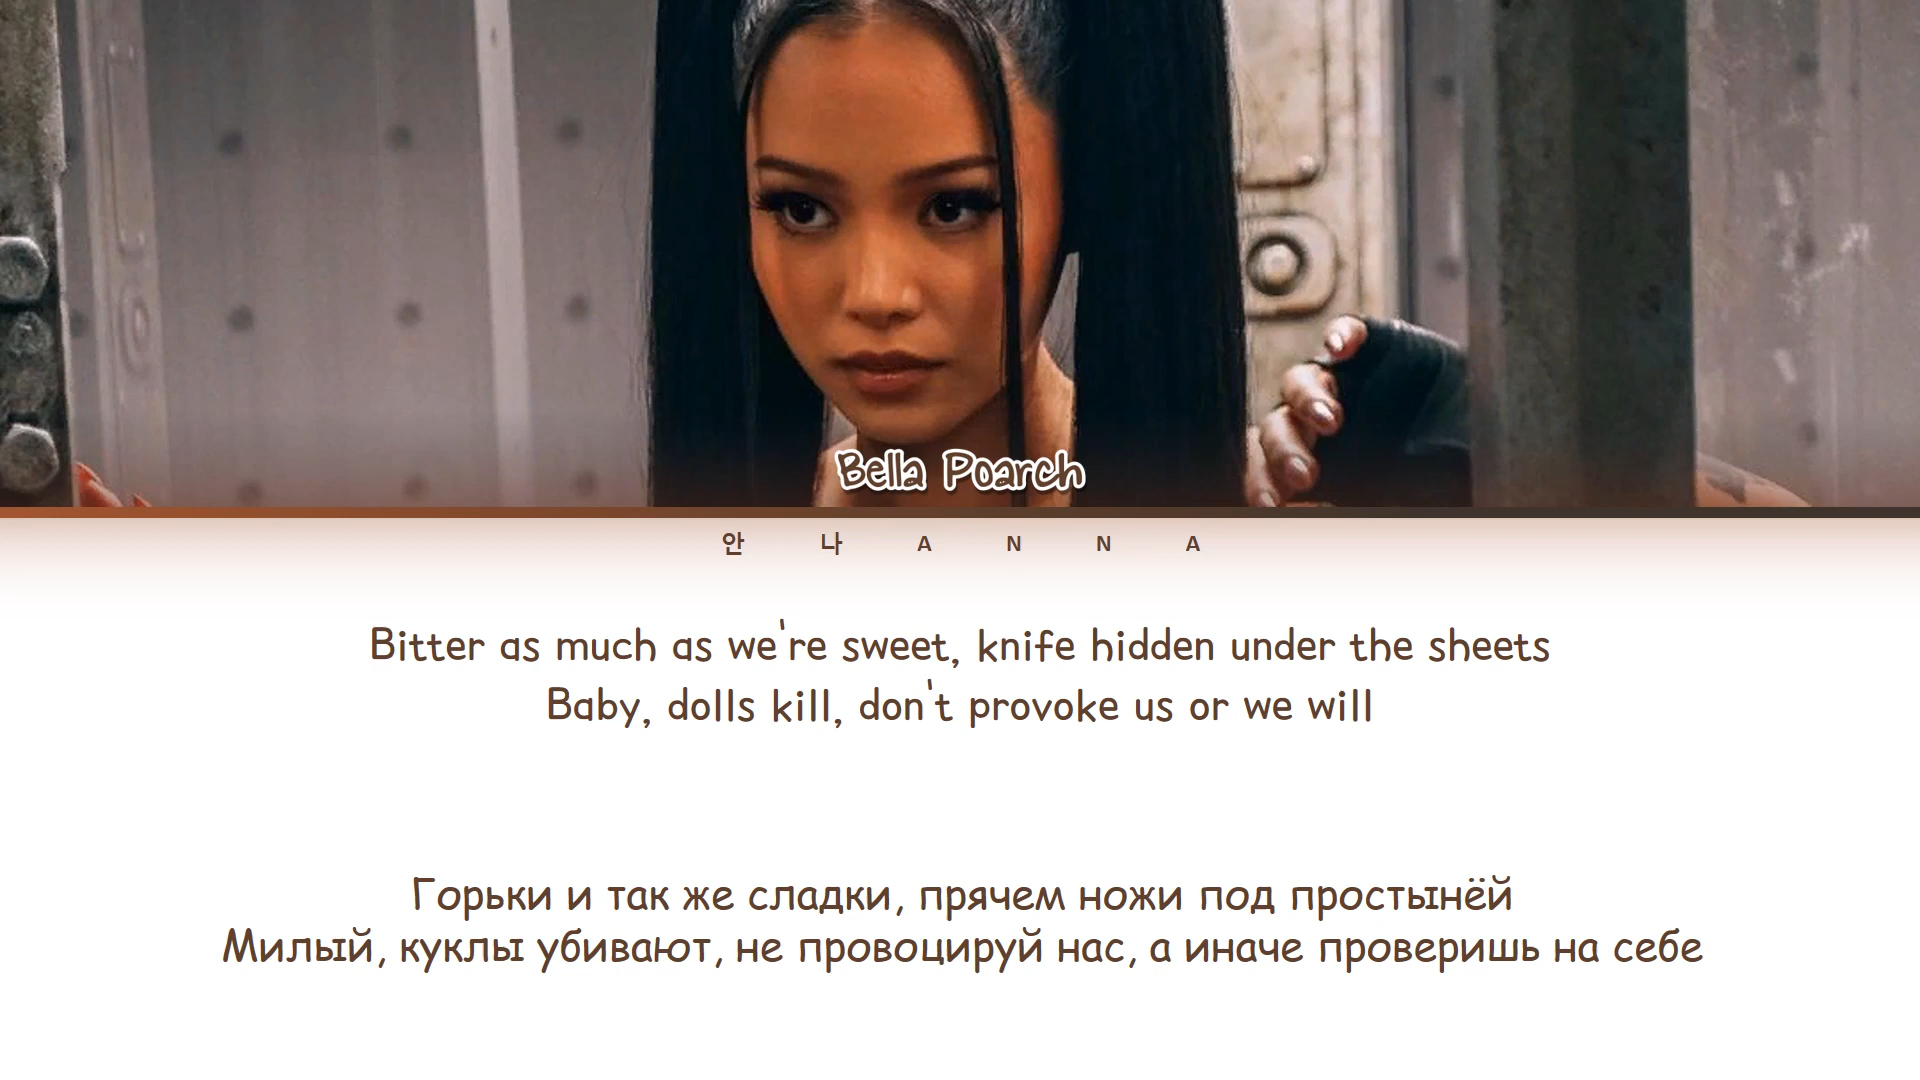 Bella Poarch
안 나 A N N A
Bitter as much as we're sweet, knife hidden under the sheets
Baby, dolls kill, don't provoke us or we will
Горьки и так же сладки, прячем ножи под простынёй
Милый, куклы убивают, не провоцируй нас, а иначе проверишь на себе